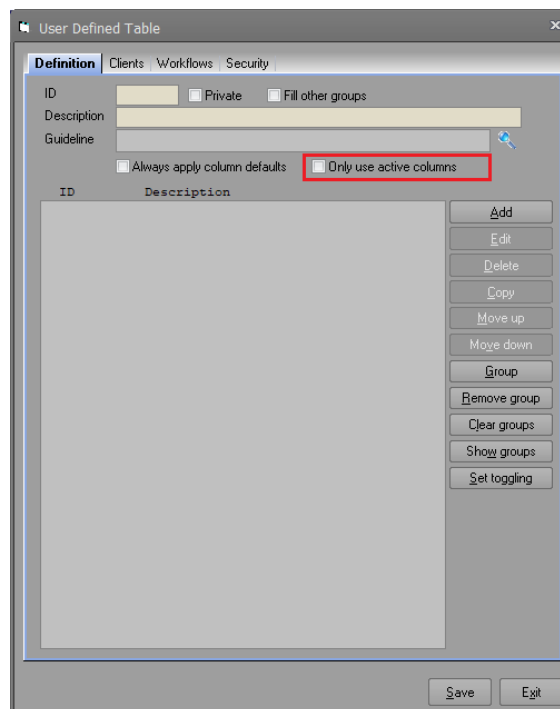 User Defined Table
Definition Clients Workflows Security
ID Private Fill other groups
Description
Guideline
Always apply column defaults Only use active columns
ID Description
Add
Edit
Delete
Copy
Move up
Move down
Group
Remove group
Clear groups
Show groups
Set toggling
Save Exit